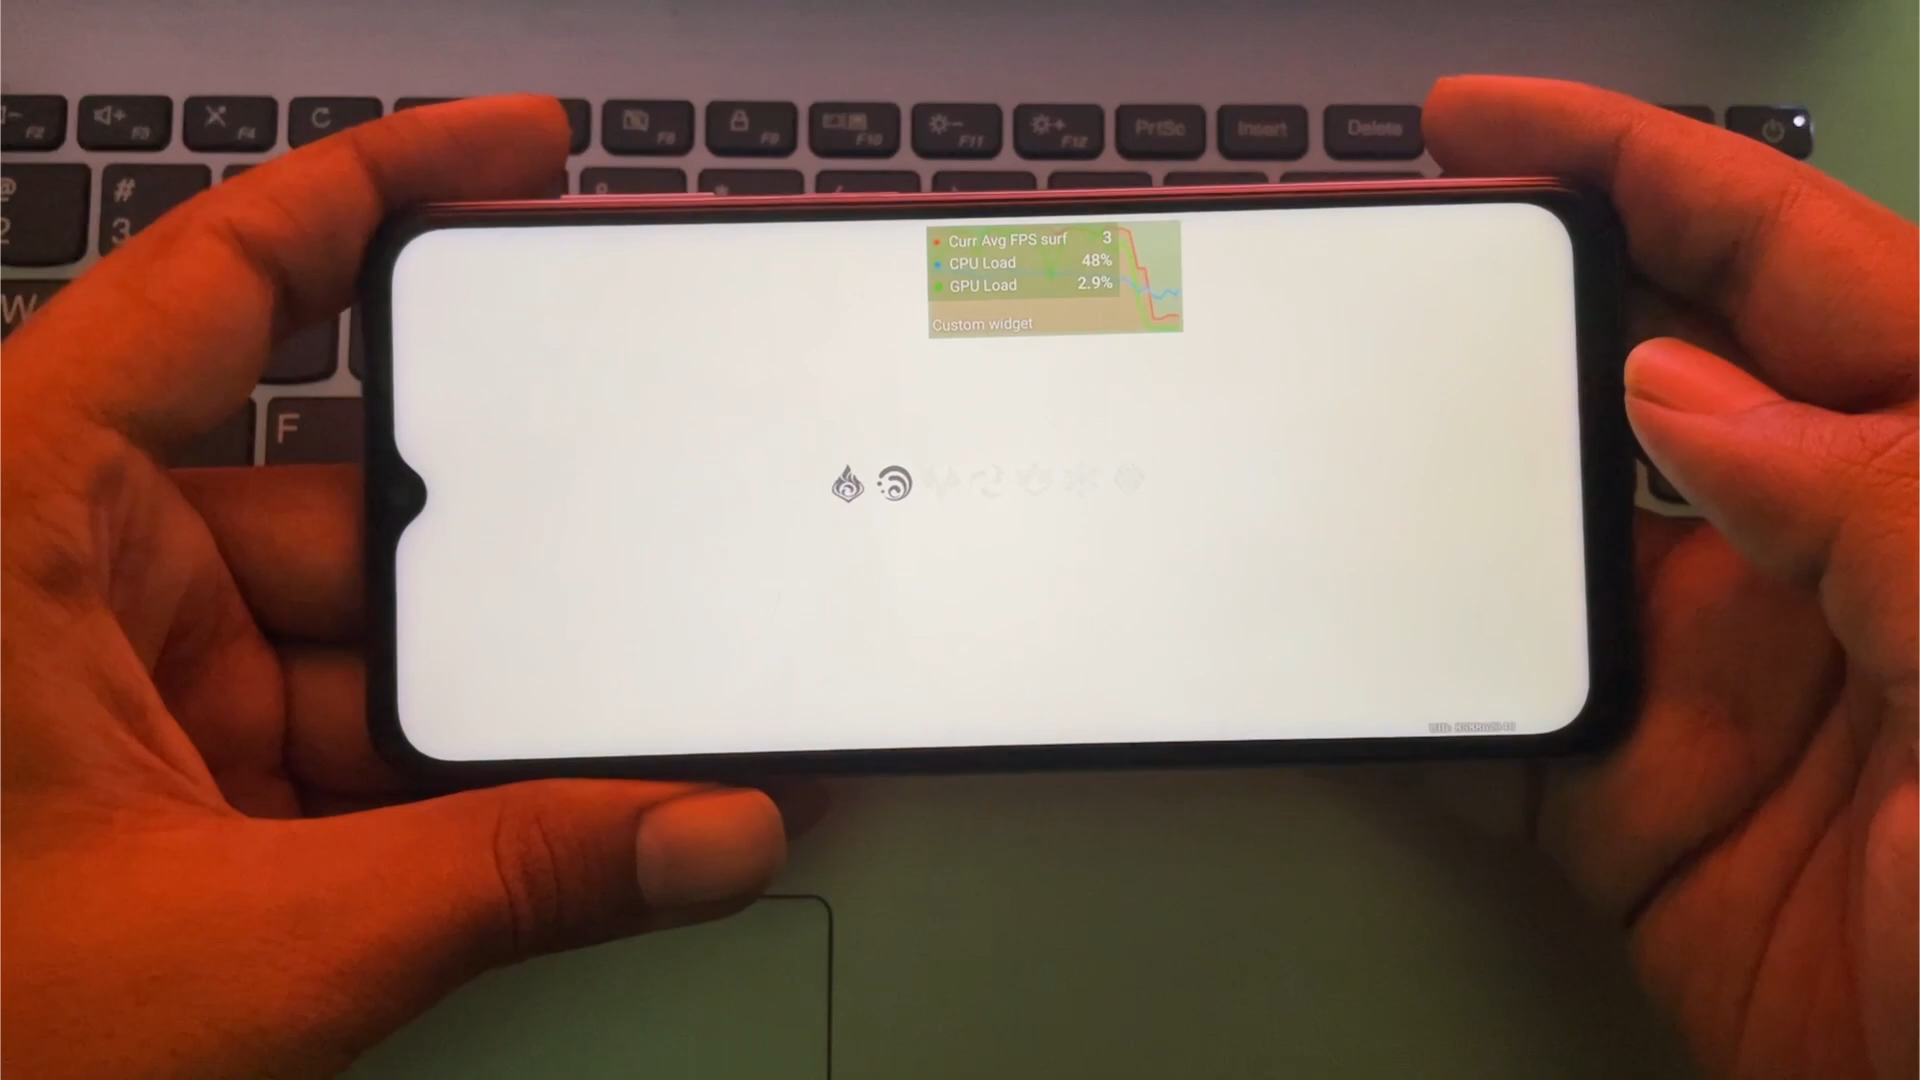 F2
F3
F4
F8
F9
F10
F11
F12
PrtSc
Insert
Delete
@
2
#
3
W
F
Curr Avg FPS surf 3
CPU Load 48%
GPU Load 2.9%
Custom widget